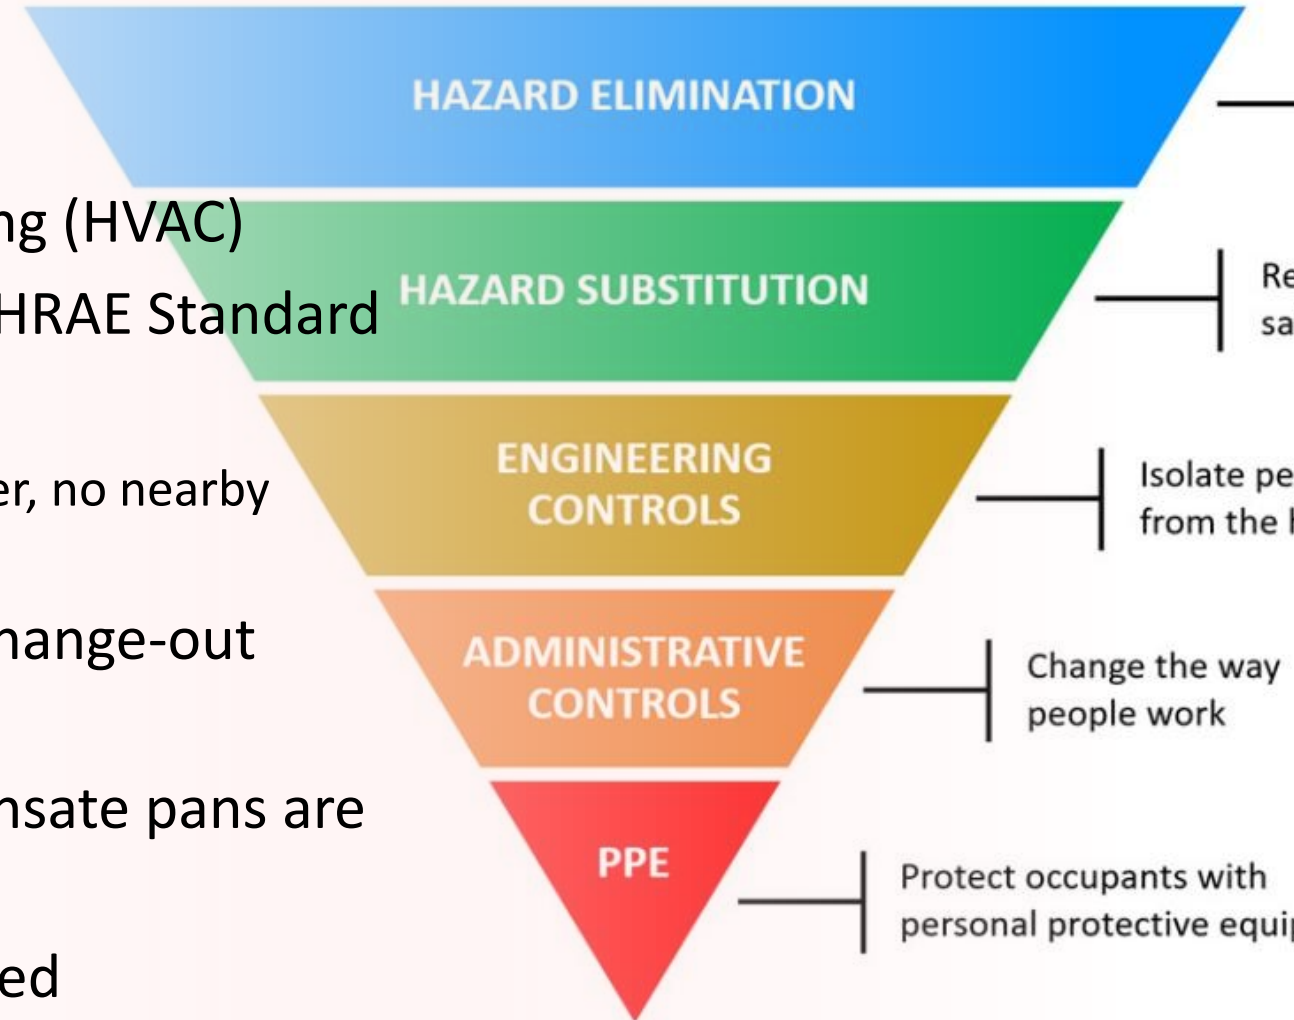 HAZARD ELIMINATION
ng (HVAC)
HRAE Standard
HAZARD SUBSTITUTION
Re
sa
er, no nearby
ENGINEERING
CONTROLS
Isolate pe
from the
hange-out
ADMINISTRATIVE
CONTROLS
Change the way
people work
nsate pans are
PPE
Protect occupants with
personal protective equip
ed